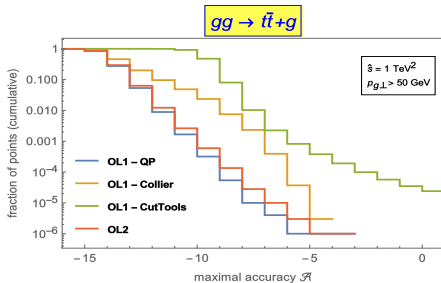 gg → tt̄+g
fraction of points (cumulative)
1
0.100
0.010
0.001
10⁻⁴
10⁻⁵
10⁻⁶
ŝ = 1 TeV²
p_{g⊥} > 50 GeV
OL1 – QP
OL1 – Collier
OL1 – CutTools
OL2
−15 −10 −5 0
maximal accuracy 𝒜